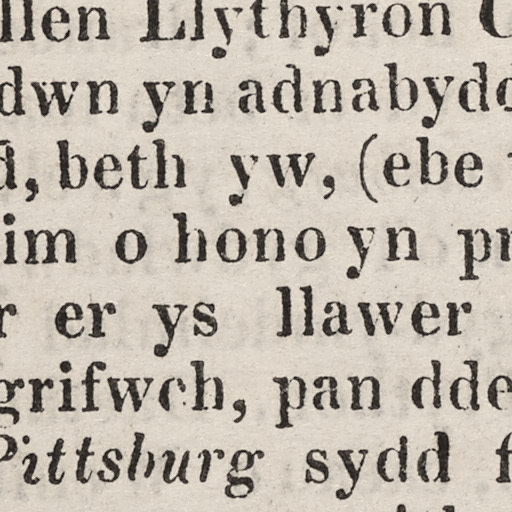 llen Llythyron
dwn yn adnabydd
d, beth yw, (ebe
im o hono yn
r er ys llawer
grifwch, pan dde
Pittsburg sydd f